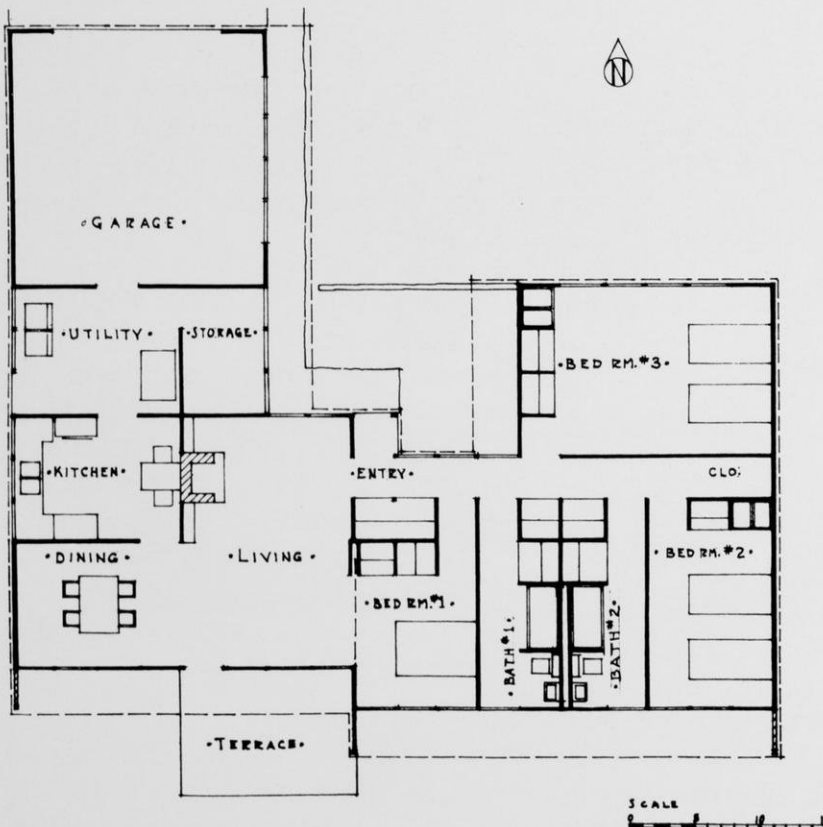 N
GARAGE
UTILITY
STORAGE
BED RM. #3
KITCHEN
ENTRY
CLO.
DINING
LIVING
BED RM. #1
BATH #1
BATH #2
BED RM. #2
TERRACE
SCALE
0 5 10